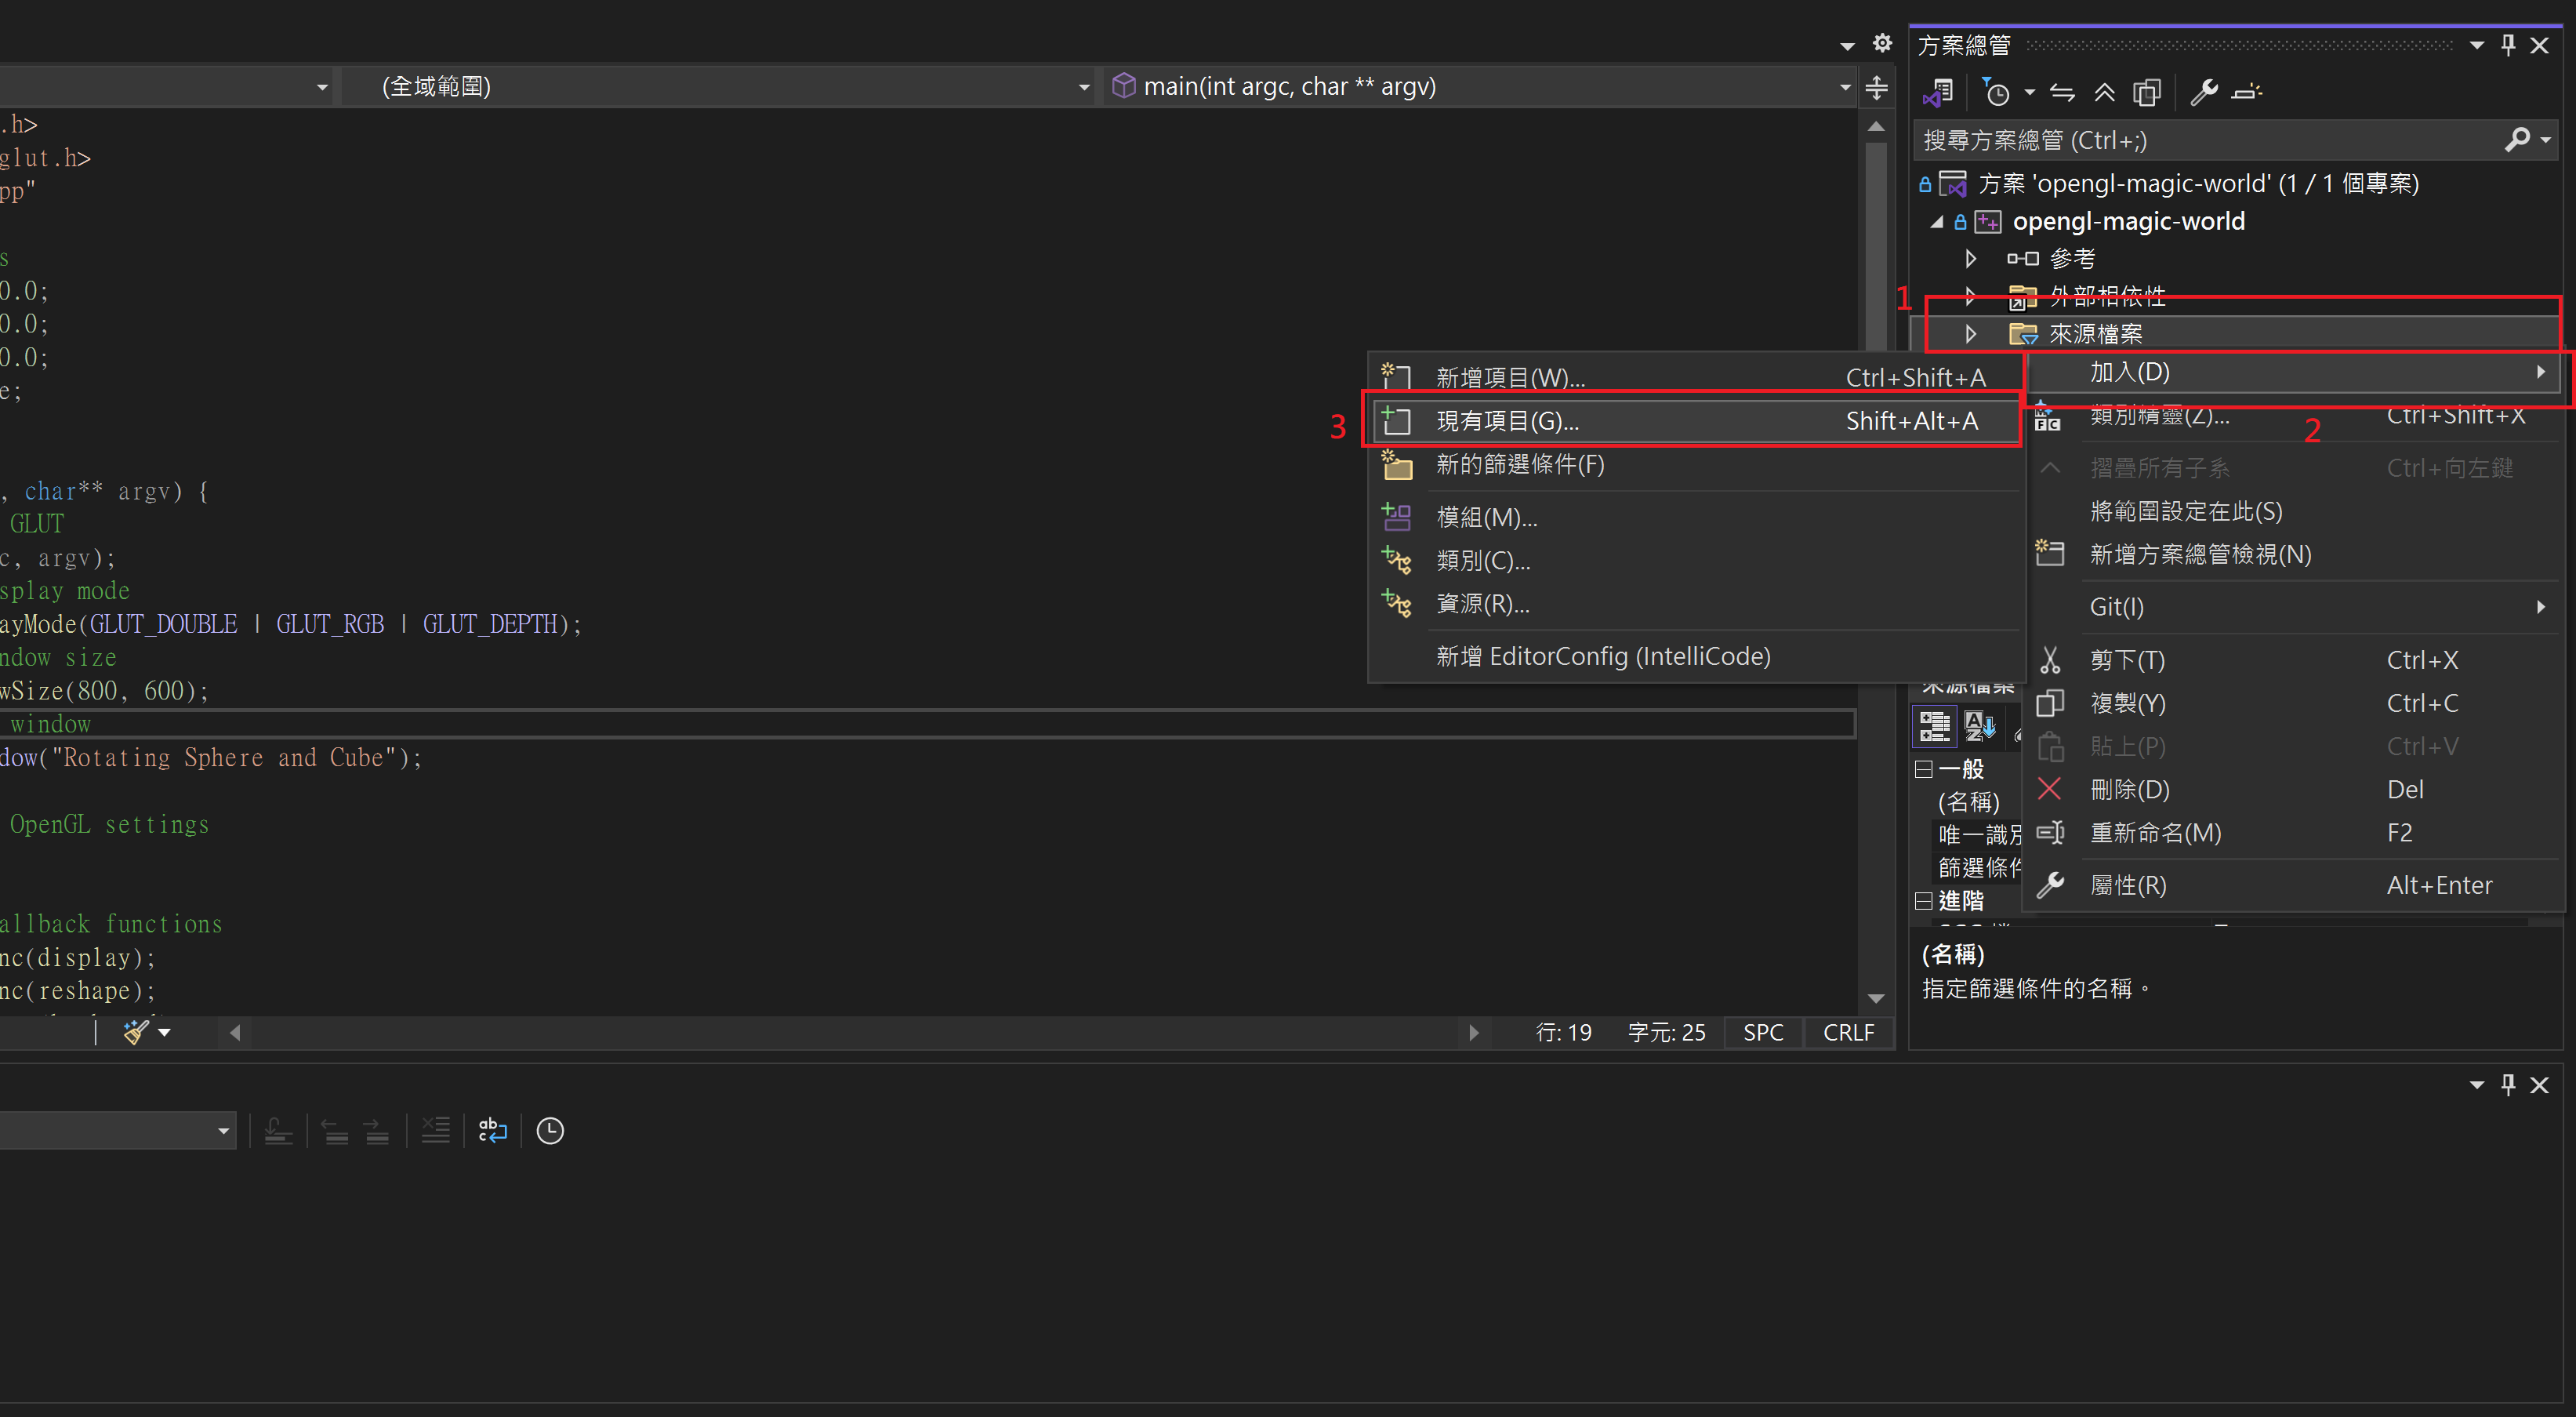 方案總管
(全域範圍)
main(int argc, char ** argv)
搜尋方案總管 (Ctrl+;)
方案 'opengl-magic-world' (1 / 1 個專案)
opengl-magic-world
參考
1
外部相依性
來源檔案
.h>
glut.h>
pp"
s
0.0;
0.0;
0.0;
e;
, char** argv) {
GLUT
c, argv);
splay mode
ayMode(GLUT_DOUBLE | GLUT_RGB | GLUT_DEPTH);
ndow size
wSize(800, 600);
window
dow("Rotating Sphere and Cube");
OpenGL settings
allback functions
nc(display);
nc(reshape);
新增項目(W)... Ctrl+Shift+A
3
現有項目(G)... Shift+Alt+A
新的篩選條件(F)
模組(M)...
類別(C)...
資源(R)...
新增 EditorConfig (IntelliCode)
加入(D)
類別精靈(Z)... Ctrl+Shift+X
2
摺疊所有子系 Ctrl+向左鍵
將範圍設定在此(S)
新增方案總管檢視(N)
Git(I)
剪下(T) Ctrl+X
複製(Y) Ctrl+C
貼上(P) Ctrl+V
刪除(D) Del
重新命名(M) F2
屬性(R) Alt+Enter
來源檔案
一般
(名稱)
唯一識別
篩選條件
進階
(名稱)
指定篩選條件的名稱。
行: 19 字元: 25 SPC CRLF